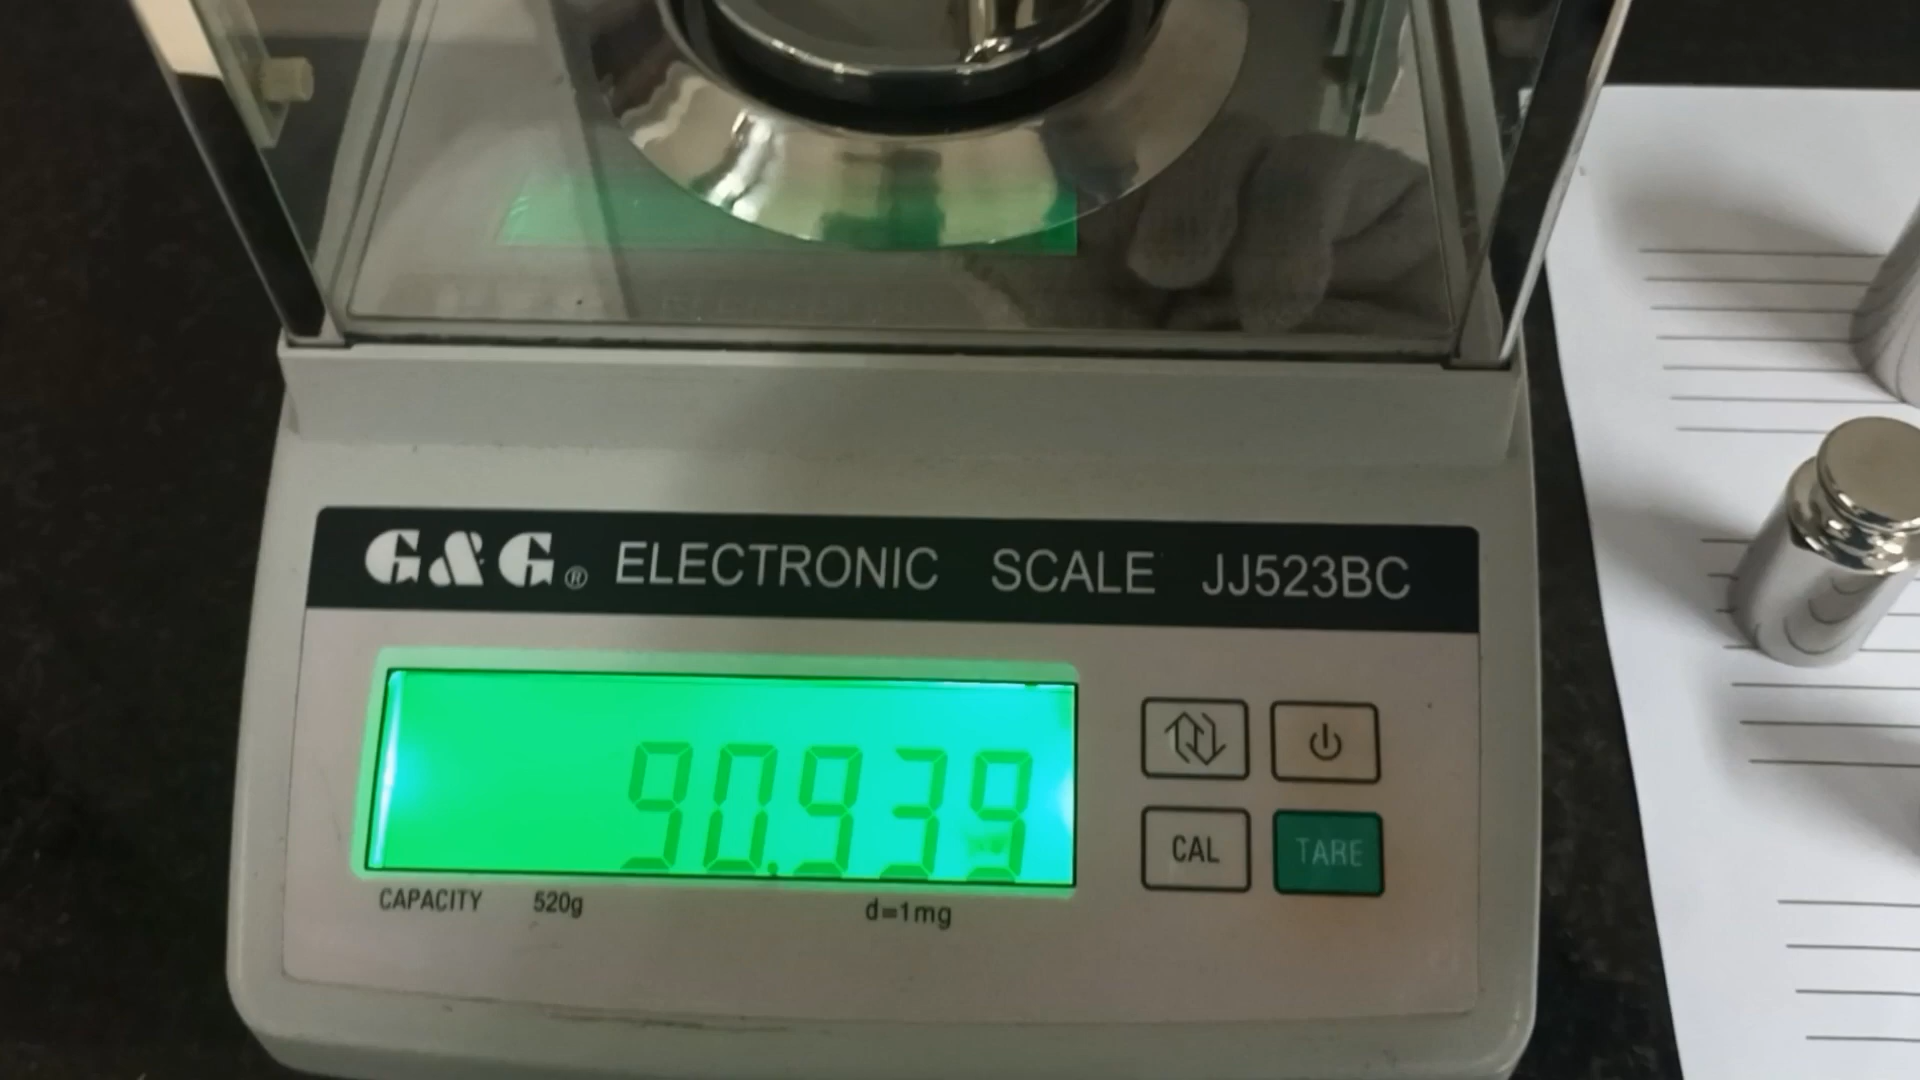 G&G® ELECTRONIC SCALE JJ523BC
90.939
CAL TARE
CAPACITY 520g d=1mg